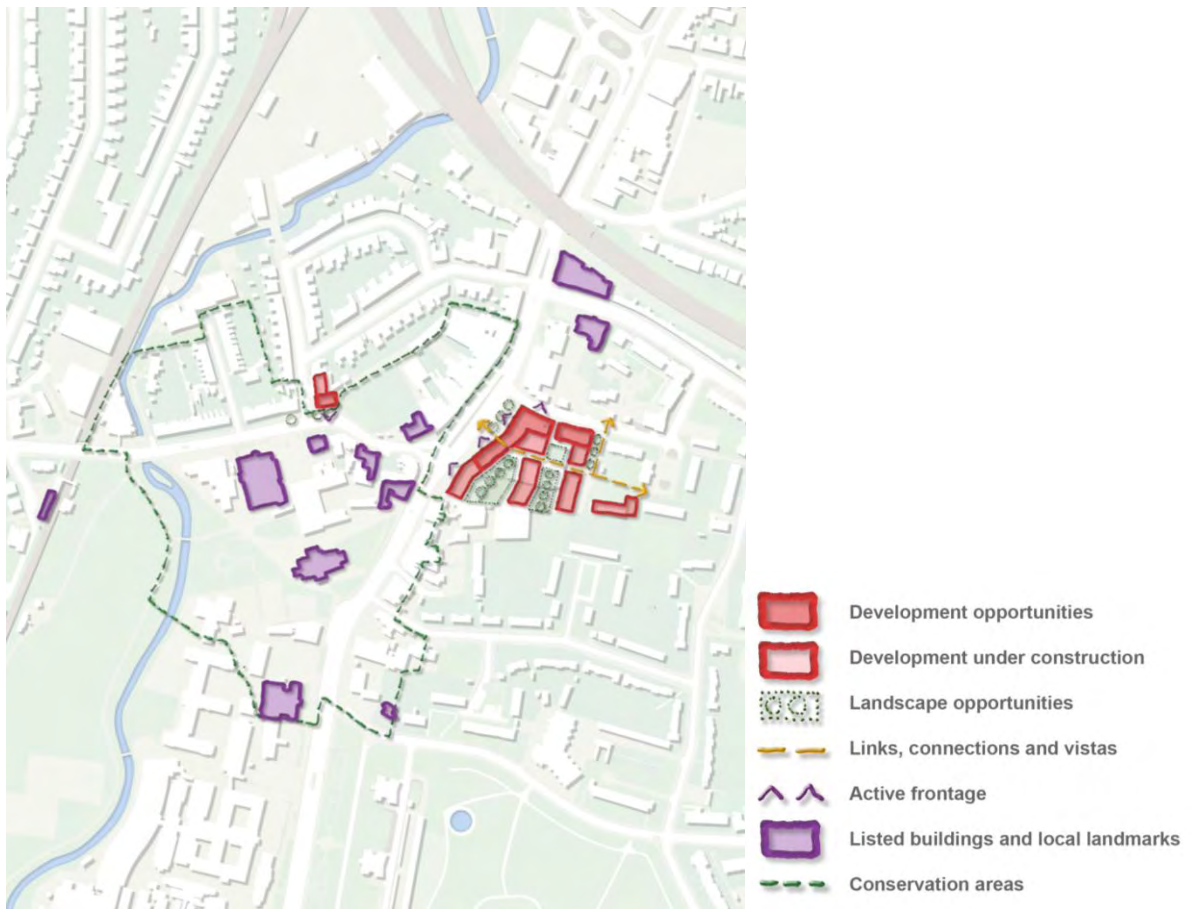 Development opportunities
Development under construction
Landscape opportunities
Links, connections and vistas
Active frontage
Listed buildings and local landmarks
Conservation areas